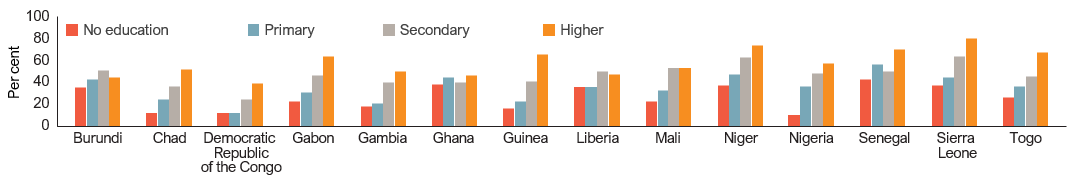 100
80
60
40
20
0
Per cent
No education Primary Secondary Higher
Burundi Chad Democratic Republic of the Congo Gabon Gambia Ghana Guinea Liberia Mali Niger Nigeria Senegal Sierra Leone Togo